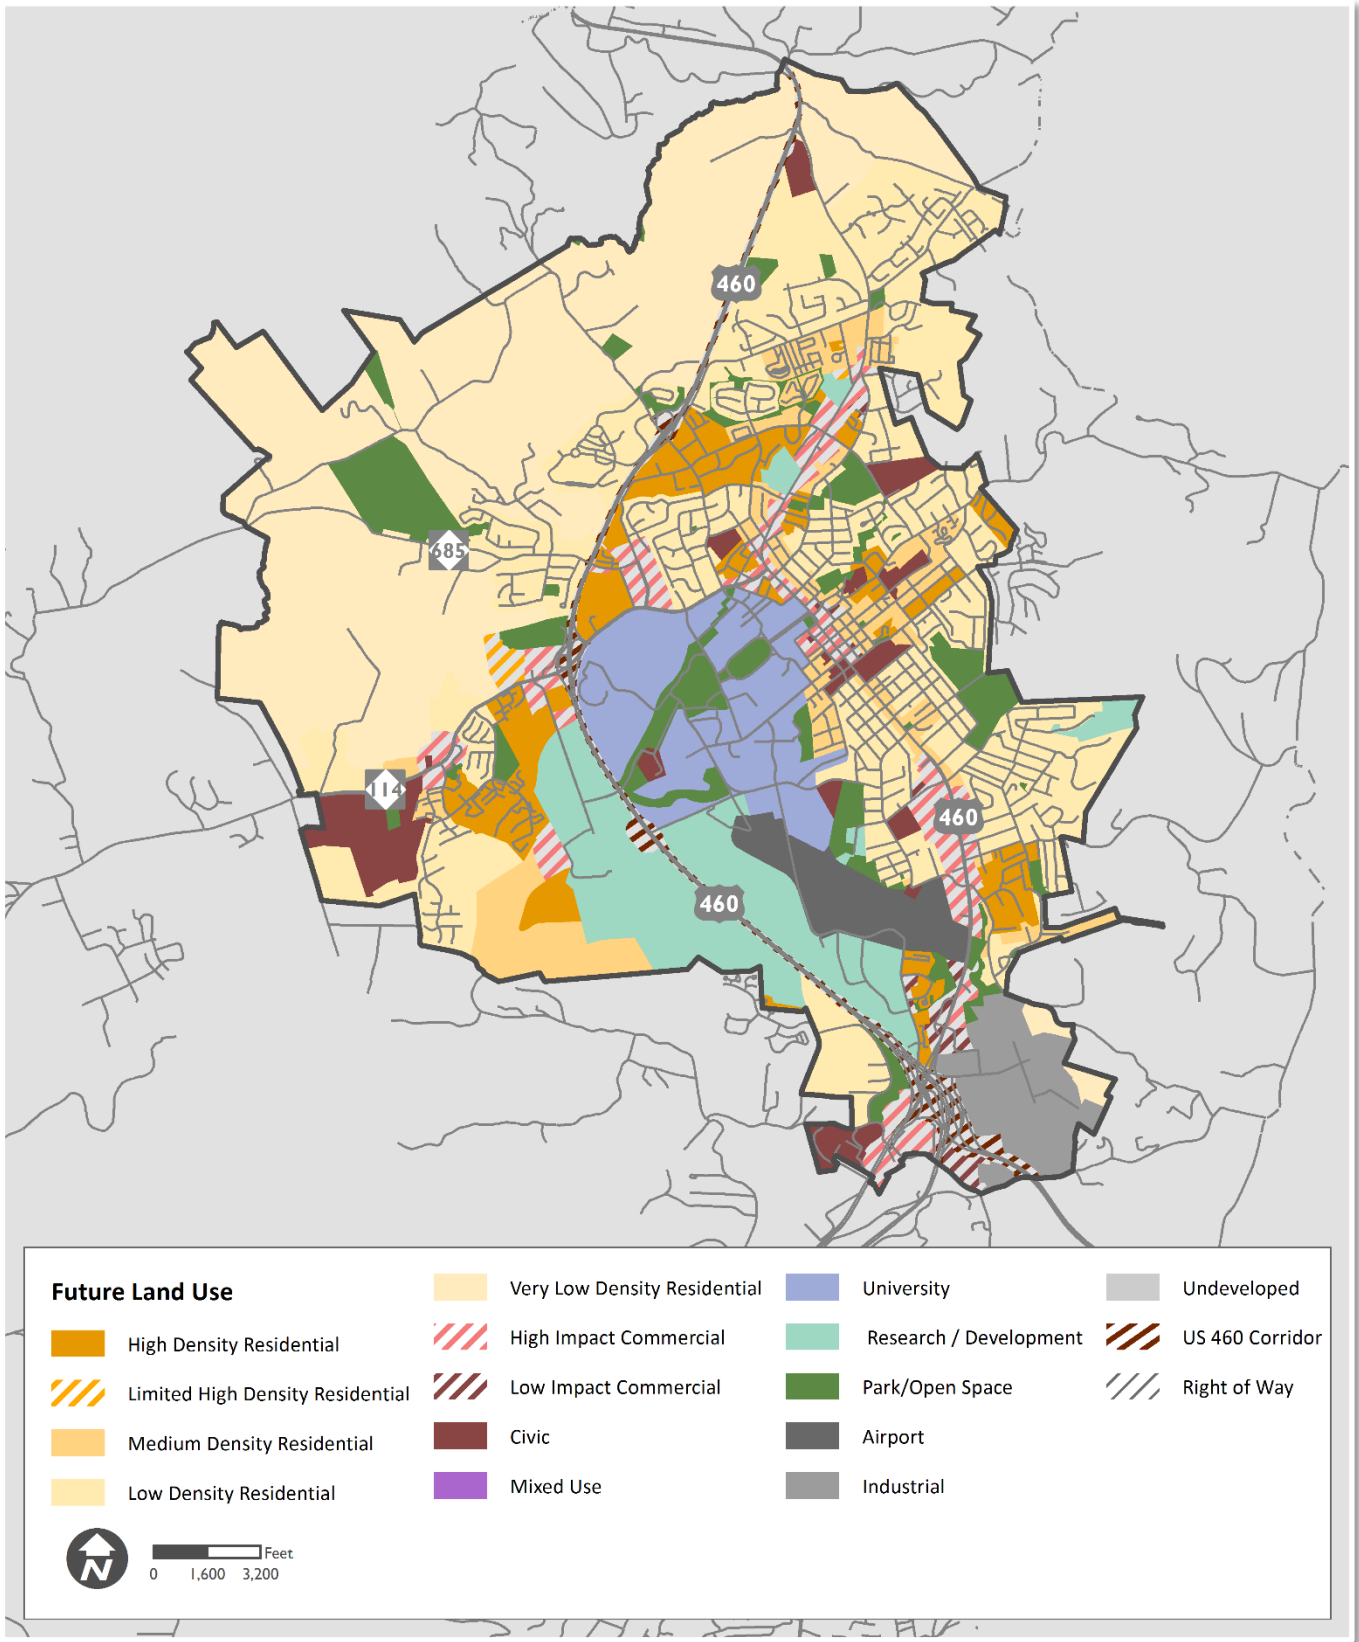 460
685
114
460
460
Future Land Use
High Density Residential
Limited High Density Residential
Medium Density Residential
Low Density Residential
Very Low Density Residential
High Impact Commercial
Low Impact Commercial
Civic
Mixed Use
University
Research / Development
Park/Open Space
Airport
Industrial
Undeveloped
US 460 Corridor
Right of Way
N
Feet
0 1,600 3,200